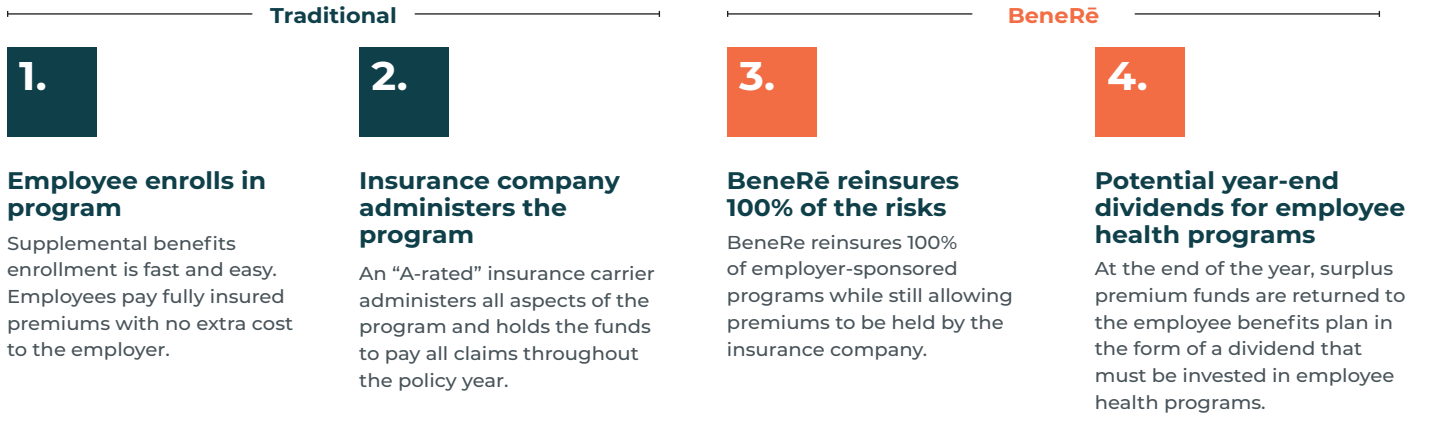 Traditional
BeneRē
1.
Employee enrolls in
program
Supplemental benefits
enrollment is fast and easy.
Employees pay fully insured
premiums with no extra cost
to the employer.
2.
Insurance company
administers the
program
An “A-rated” insurance carrier
administers all aspects of the
program and holds the funds
to pay all claims throughout
the policy year.
3.
BeneRē reinsures
100% of the risks
BeneRe reinsures 100%
of employer-sponsored
programs while still allowing
premiums to be held by the
insurance company.
4.
Potential year-end
dividends for employee
health programs
At the end of the year, surplus
premium funds are returned to
the employee benefits plan in
the form of a dividend that
must be invested in employee
health programs.